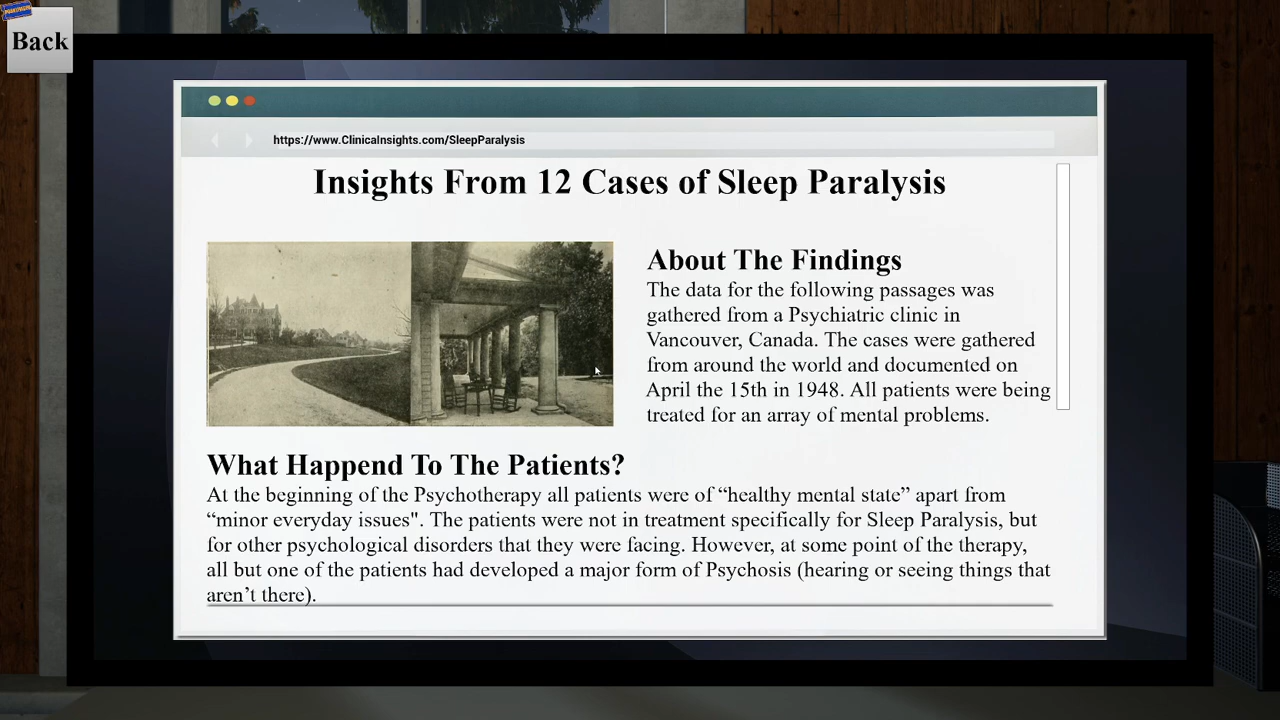 Back
https://www.ClinicalInsights.com/SleepParalysis
Insights From 12 Cases of Sleep Paralysis
About The Findings
The data for the following passages was
gathered from a Psychiatric clinic in
Vancouver, Canada. The cases were gathered
from around the world and documented on
April the 15th in 1948. All patients were being
treated for an array of mental problems.
What Happend To The Patients?
At the beginning of the Psychotherapy all patients were of “healthy mental state” apart from
“minor everyday issues". The patients were not in treatment specifically for Sleep Paralysis, but
for other psychological disorders that they were facing. However, at some point of the therapy,
all but one of the patients had developed a major form of Psychosis (hearing or seeing things that
aren’t there).